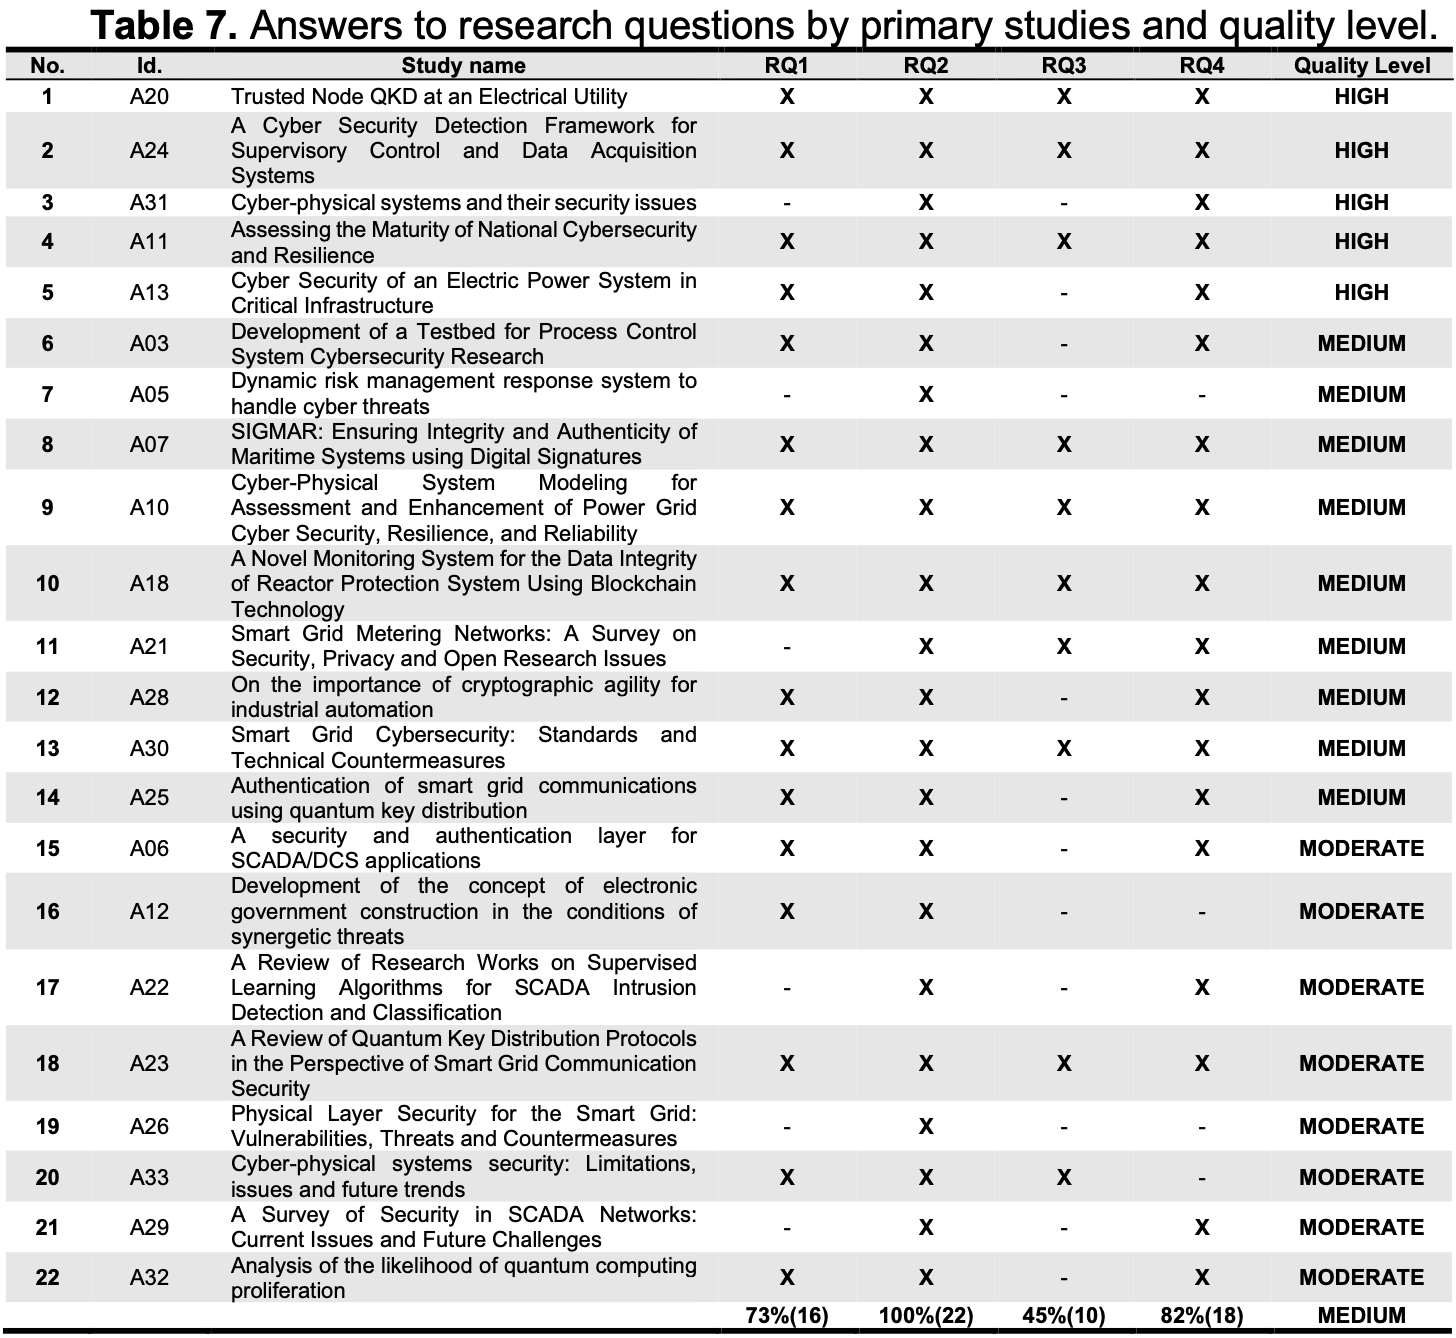 Table 7. Answers to research questions by primary studies and quality level.
No. Id. Study name RQ1 RQ2 RQ3 RQ4 Quality Level
1 A20 Trusted Node QKD at an Electrical Utility X X X X HIGH
A Cyber Security Detection Framework for
2 A24 Supervisory Control and Data Acquisition X X X X HIGH
Systems
3 A31 Cyber-physical systems and their security issues - X - X HIGH
Assessing the Maturity of National Cybersecurity
4 A11 X X X X HIGH
and Resilience
Cyber Security of an Electric Power System in
5 A13 X X - X HIGH
Critical Infrastructure
Development of a Testbed for Process Control
6 A03 X X - X MEDIUM
System Cybersecurity Research
Dynamic risk management response system to
7 A05 - X - - MEDIUM
handle cyber threats
SIGMAR: Ensuring Integrity and Authenticity of
8 A07 X X X X MEDIUM
Maritime Systems using Digital Signatures
Cyber-Physical System Modeling for
9 A10 Assessment and Enhancement of Power Grid X X X X MEDIUM
Cyber Security, Resilience, and Reliability
A Novel Monitoring System for the Data Integrity
10 A18 of Reactor Protection System Using Blockchain X X X X MEDIUM
Technology
Smart Grid Metering Networks: A Survey on
11 A21 - X X X MEDIUM
Security, Privacy and Open Research Issues
On the importance of cryptographic agility for
12 A28 X X - X MEDIUM
industrial automation
Smart Grid Cybersecurity: Standards and
13 A30 X X X X MEDIUM
Technical Countermeasures
Authentication of smart grid communications
14 A25 X X - X MEDIUM
using quantum key distribution
A security and authentication layer for
15 A06 X X - X MODERATE
SCADA/DCS applications
Development of the concept of electronic
16 A12 government construction in the conditions of X X - - MODERATE
synergetic threats
A Review of Research Works on Supervised
17 A22 Learning Algorithms for SCADA Intrusion - X - X MODERATE
Detection and Classification
A Review of Quantum Key Distribution Protocols
18 A23 in the Perspective of Smart Grid Communication X X X X MODERATE
Security
Physical Layer Security for the Smart Grid:
19 A26 - X - - MODERATE
Vulnerabilities, Threats and Countermeasures
Cyber-physical systems security: Limitations,
20 A33 X X X - MODERATE
issues and future trends
A Survey of Security in SCADA Networks:
21 A29 - X - X MODERATE
Current Issues and Future Challenges
Analysis of the likelihood of quantum computing
22 A32 X X - X MODERATE
proliferation
73%(16) 100%(22) 45%(10) 82%(18) MEDIUM